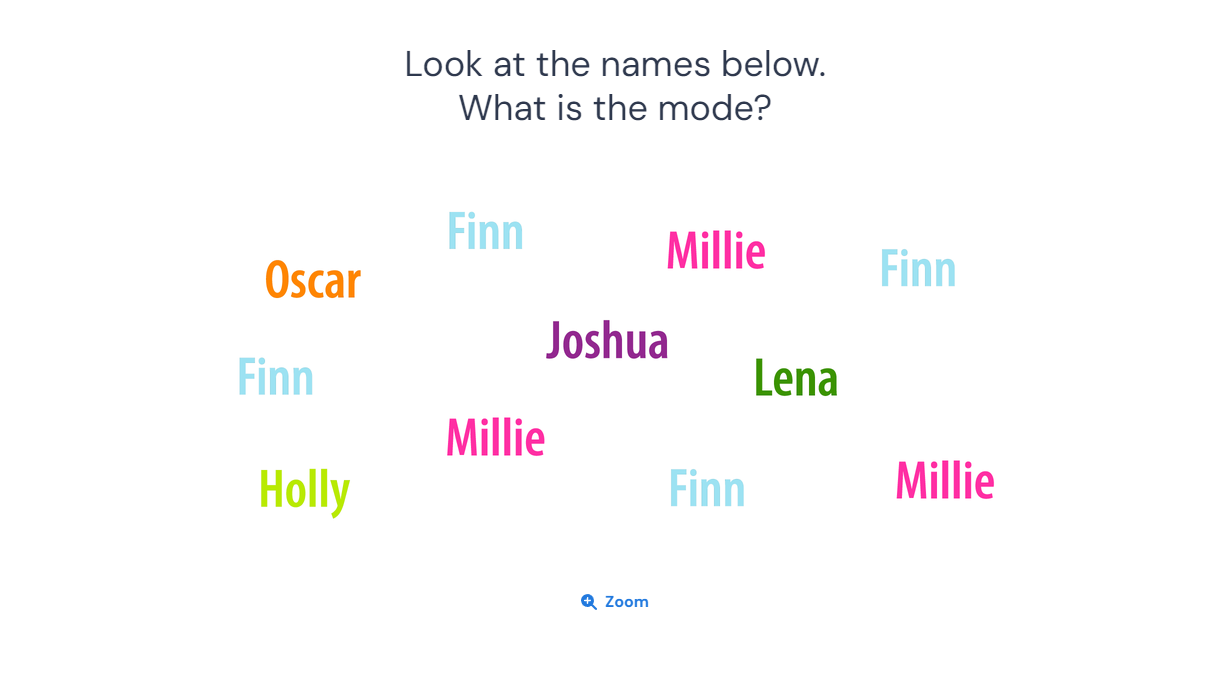 Look at the names below.
What is the mode?
Finn
Millie
Finn
Oscar
Joshua
Finn
Lena
Millie
Holly
Finn
Millie
Zoom